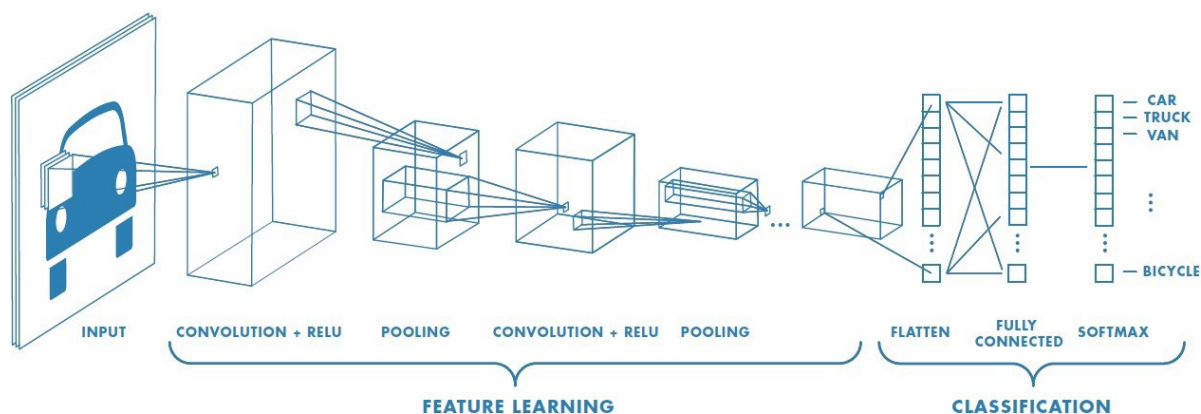 CAR
TRUCK
VAN
BICYCLE
INPUT
CONVOLUTION + RELU
POOLING
CONVOLUTION + RELU
POOLING
FLATTEN
FULLY
CONNECTED
SOFTMAX
FEATURE LEARNING
CLASSIFICATION